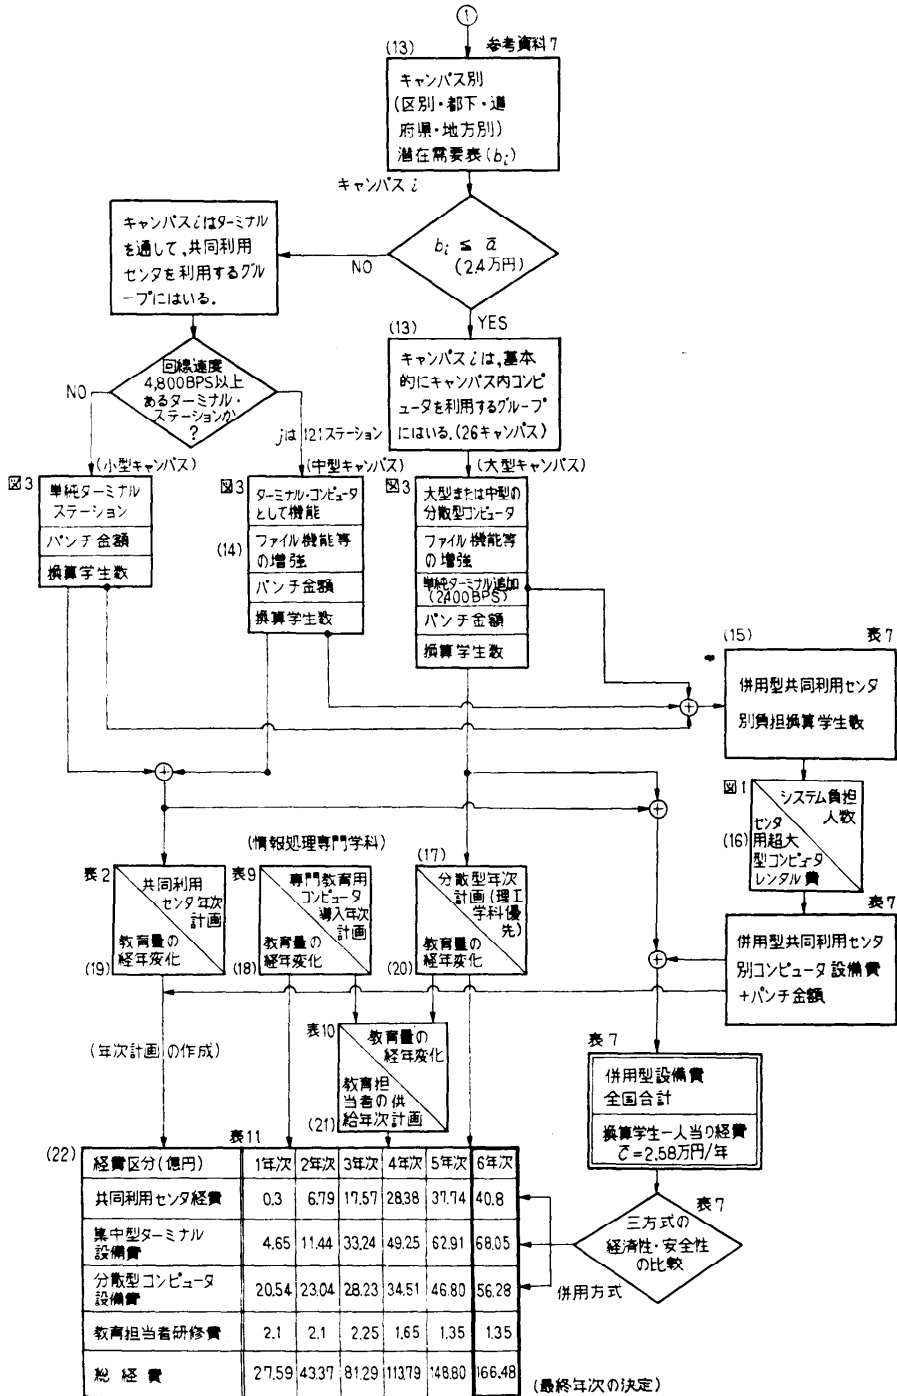 1
(13)
参考資料7
キャンパス別
(区別・都下・道
府県・地方別)
潜在需要表(bi)
キャンパス i
bi ≦ ā
(2.4万円)
NO
YES
キャンパスiはターミナル
を通して、共同利用
センタを利用するグル
ープにはいる.
(13)
キャンパスiは、基本
的にキャンパス内コンピ
ュータを利用するグループ
にはいる.(26キャンパス)
回線速度
4,800BPS以上
あるターミナル・
ステーションか
?
NO
jは121ステーション
(小型キャンパス)
(中型キャンパス)
(大型キャンパス)
図3
単純ターミナル
ステーション
パンチ金額
換算学生数
図3
ターミナル・コンピュータ
として機能
(14)
ファイル機能等
の増強
パンチ金額
換算学生数
図3
大型または中型の
分散型コンピュータ
ファイル機能等
の増強
単純ターミナル追加
(2400BPS)
パンチ金額
換算学生数
(15)
表7
併用型共同利用センタ
別負担換算学生数
+
+
+
図1
システム負担
人数
(16)
センタ
用超大
型コンピュータ
レンタル費
表7
併用型共同利用センタ
別コンピュータ設備費
+パンチ金額
+
(情報処理専門学科)
表2
共同利用
センタ年次
計画
教育量の
経年変化
(19)
表9
専門教育用
コンピュータ
導入年次
計画
教育量の
経年変化
(18)
(17)
分散型年次
計画(理工
学科優
先)
教育量の
経年変化
(20)
(年次計画の作成)
表10
教育量の
経年変化
教育担
当者の供
給年次計画
(21)
表7
併用型設備費
全国合計
換算学生一人当り経費
c̄=2.58万円/年
表7
三方式の
経済性・安全性
の比較
併用方式
(22)
表11
経費区分(億円) 1年次 2年次 3年次 4年次 5年次 6年次
共同利用センタ経費 0.3 6.79 17.57 28.38 37.74 40.8
集中型ターミナル
設備費 4.65 11.44 33.24 49.25 62.91 68.05
分散型コンピュータ
設備費 20.54 23.04 28.23 34.51 46.80 56.28
教育担当者研修費 2.1 2.1 2.25 1.65 1.35 1.35
総経費 27.59 43.37 81.29 113.79 148.80 166.48
(最終年次の決定)